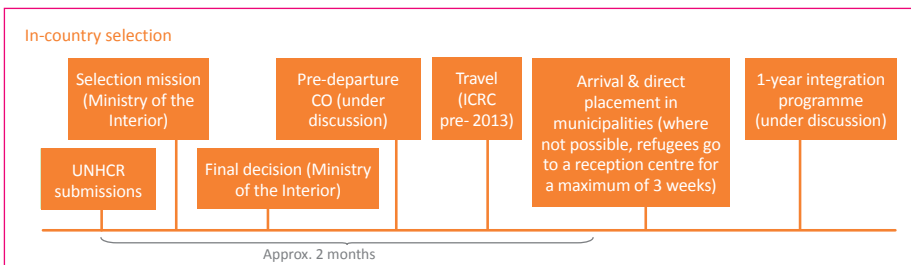 In-country selection
Selection mission
(Ministry of the
Interior)
Pre-departure
CO (under
discussion)
Travel
(ICRC
pre- 2013)
Arrival & direct
placement in
municipalities (where
not possible, refugees go
to a reception centre for
a maximum of 3 weeks)
1-year integration
programme
(under discussion)
UNHCR
submissions
Final decision (Ministry
of the Interior)
Approx. 2 months